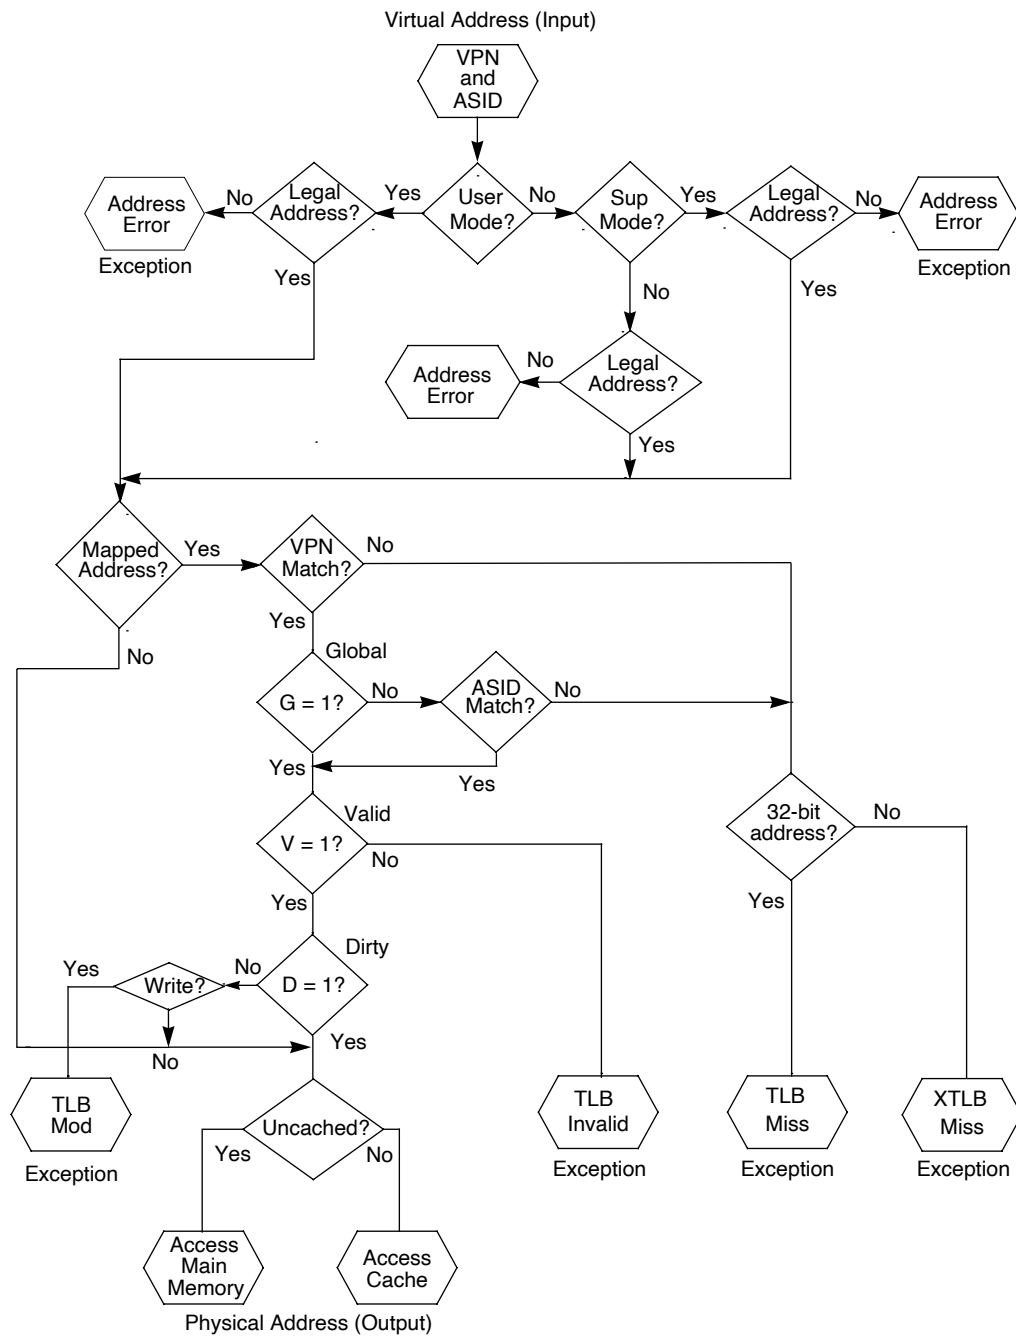 Virtual Address (Input)
VPN
and
ASID
Address
Error
Exception
No
Legal
Address?
Yes
Yes
User
Mode?
No
Sup
Mode?
Yes
Legal
Address?
No
Address
Error
Exception
No
Yes
Address
Error
No
Legal
Address?
Yes
Mapped
Address?
Yes
VPN
Match?
No
No
Yes
Global
G = 1?
No
ASID
Match?
No
Yes
Yes
Valid
V = 1?
No
Yes
32-bit
address?
No
Yes
Dirty
D = 1?
No
Write?
Yes
No
Yes
TLB
Mod
Exception
Uncached?
Yes
No
TLB
Invalid
Exception
TLB
Miss
Exception
XTLB
Miss
Exception
Access
Main
Memory
Access
Cache
Physical Address (Output)